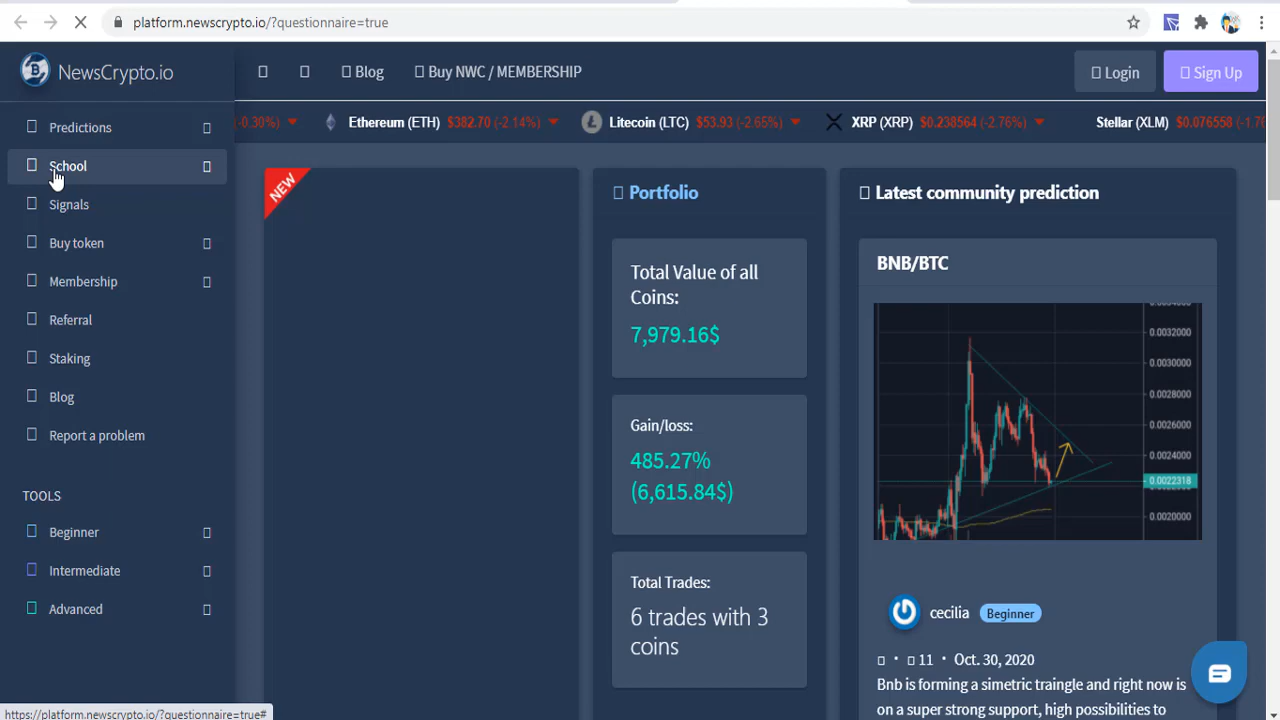 platform.newscrypto.io/?questionnaire=true
NewsCrypto.io
Blog
Buy NWC / MEMBERSHIP
Login
Sign Up
-0.30%)
Ethereum (ETH) $382.70 (-2.14%)
Litecoin (LTC) $53.93 (-2.65%)
XRP (XRP) $0.238564 (-2.76%)
Stellar (XLM) $0.076558 (-1.76
Predictions
School
Signals
Buy token
Membership
Referral
Staking
Blog
Report a problem
TOOLS
Beginner
Intermediate
Advanced
NEW
Portfolio
Total Value of all
Coins:
7,979.16$
Gain/loss:
485.27%
(6,615.84$)
Total Trades:
6 trades with 3
coins
Latest community prediction
BNB/BTC
0.0032000
0.0030000
0.0028000
0.0026000
0.0024000
0.0022318
0.0020000
cecilia Beginner
• 11 • Oct. 30, 2020
Bnb is forming a simetric traingle and right now is
on a super strong support, high possibilities to
https://platform.newscrypto.io/?questionnaire=true#